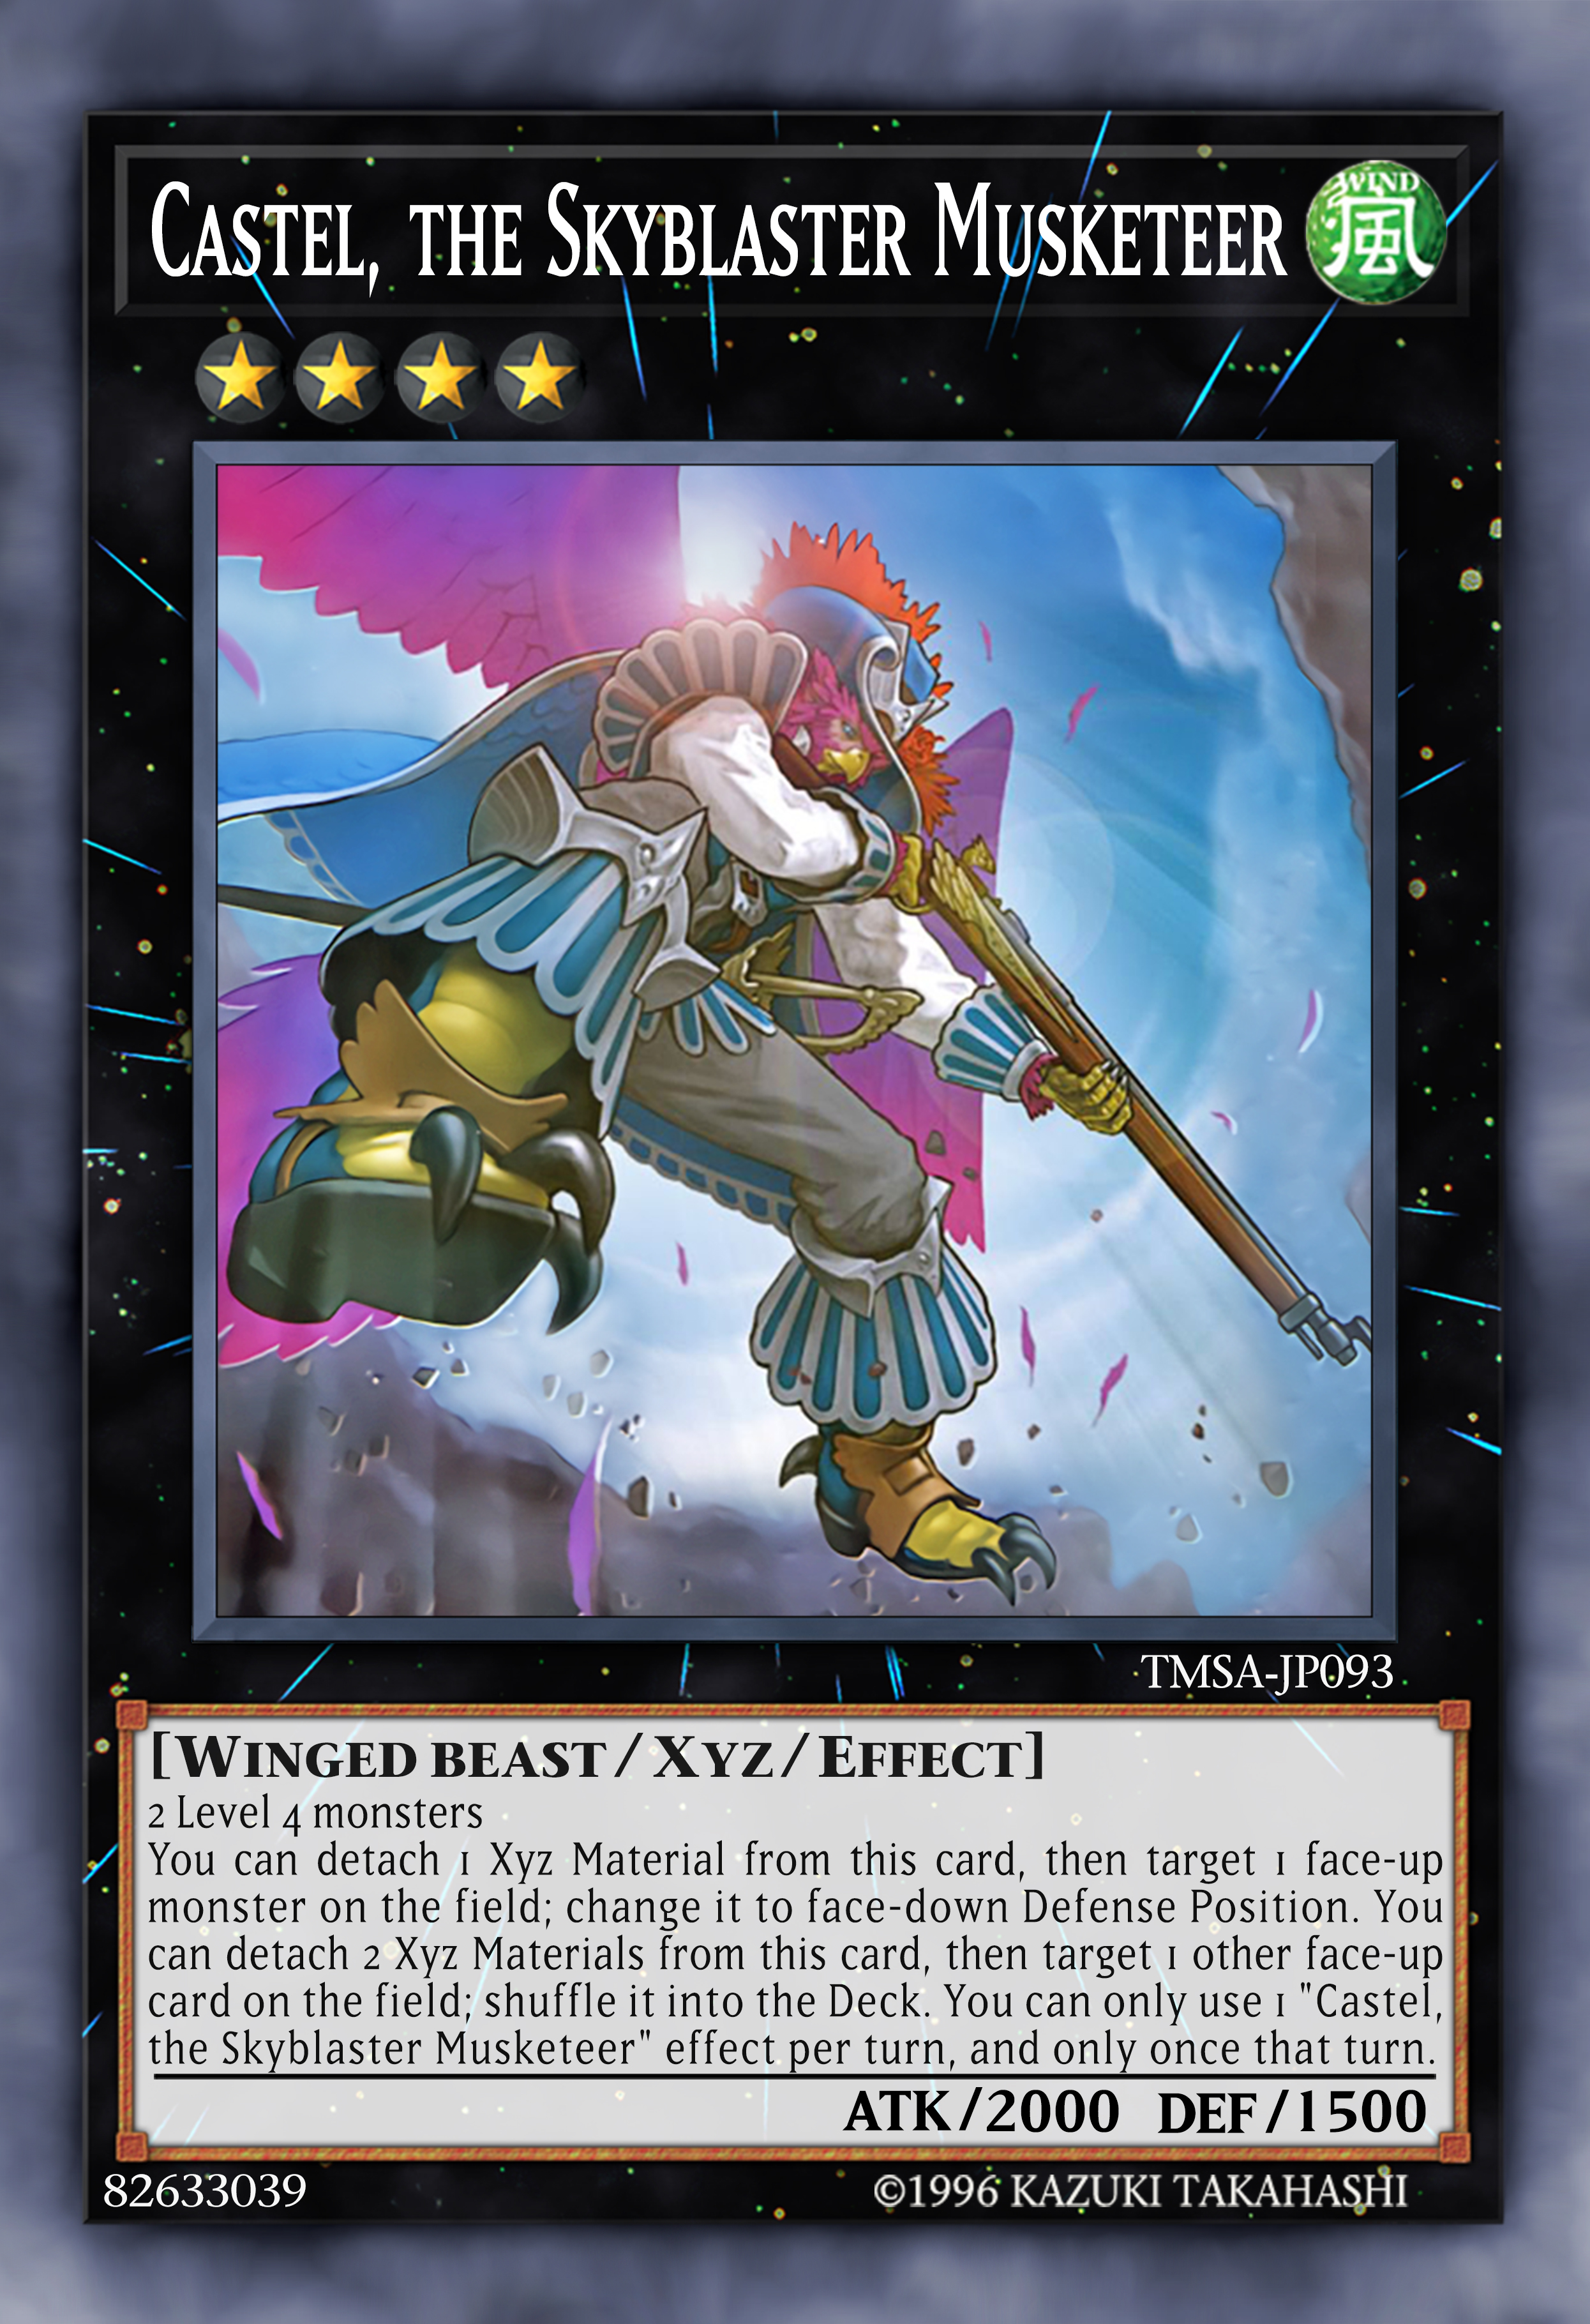 Castel, the Skyblaster Musketeer
WIND
風
TMSA-JP093
[Winged beast/Xyz/Effect]
2 Level 4 monsters
You can detach 1 Xyz Material from this card, then target 1 face-up
monster on the field; change it to face-down Defense Position. You
can detach 2 Xyz Materials from this card, then target 1 other face-up
card on the field; shuffle it into the Deck. You can only use 1 "Castel,
the Skyblaster Musketeer" effect per turn, and only once that turn.
ATK/2000 DEF/1500
82633039
©1996 KAZUKI TAKAHASHI